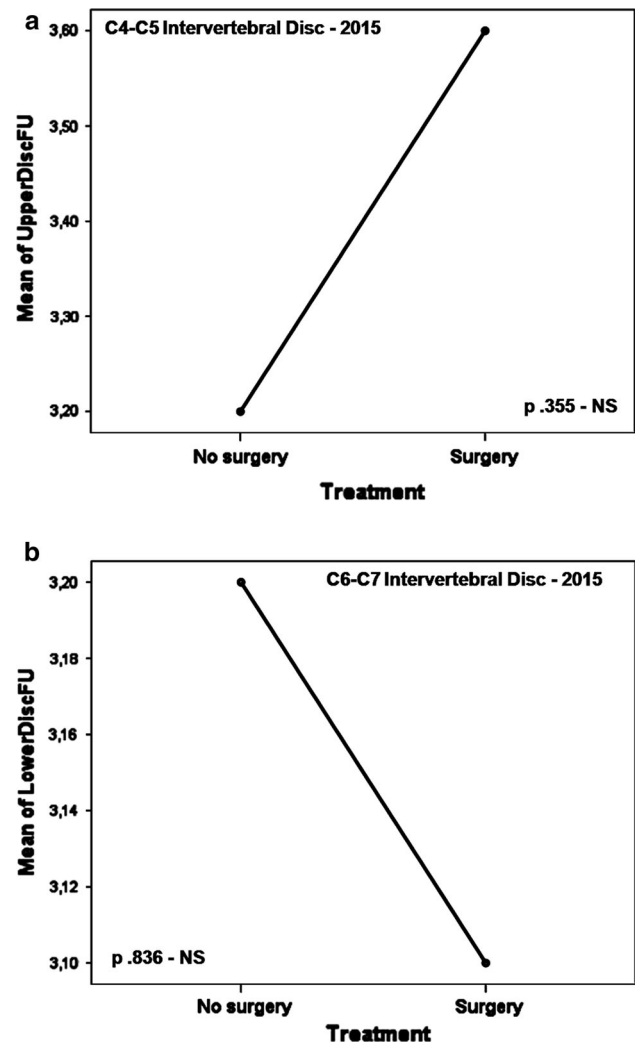 a
C4-C5 Intervertebral Disc - 2015
Mean of UpperDiscFU
3,60
3,50
3,40
3,30
3,20
p .355 - NS
No surgery
Surgery
Treatment
b
C6-C7 Intervertebral Disc - 2015
Mean of LowerDiscFU
3,20
3,18
3,16
3,14
3,12
3,10
p .836 - NS
No surgery
Surgery
Treatment